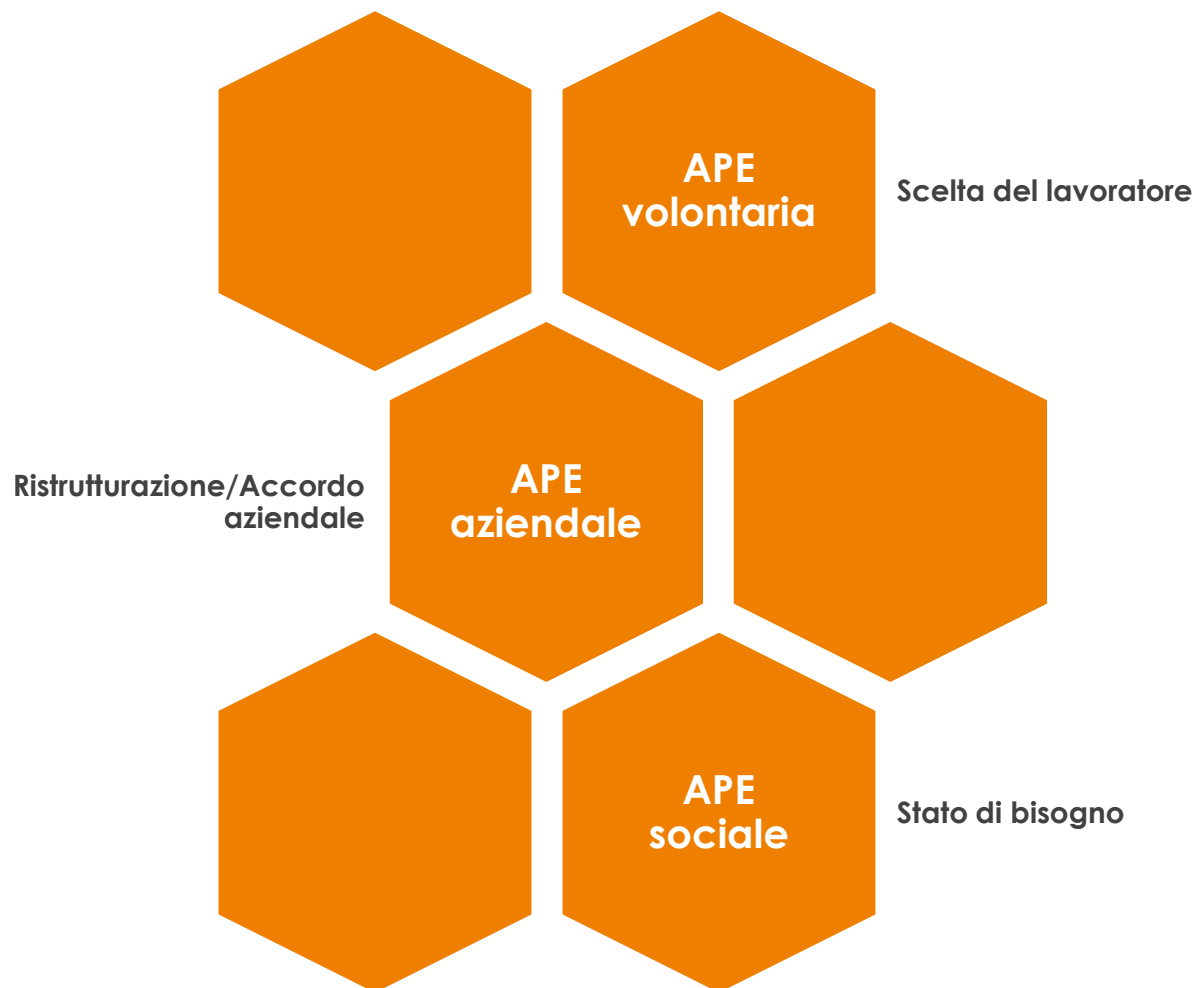 APE
volontaria
Scelta del lavoratore
Ristrutturazione/Accordo
aziendale
APE
aziendale
APE
sociale
Stato di bisogno